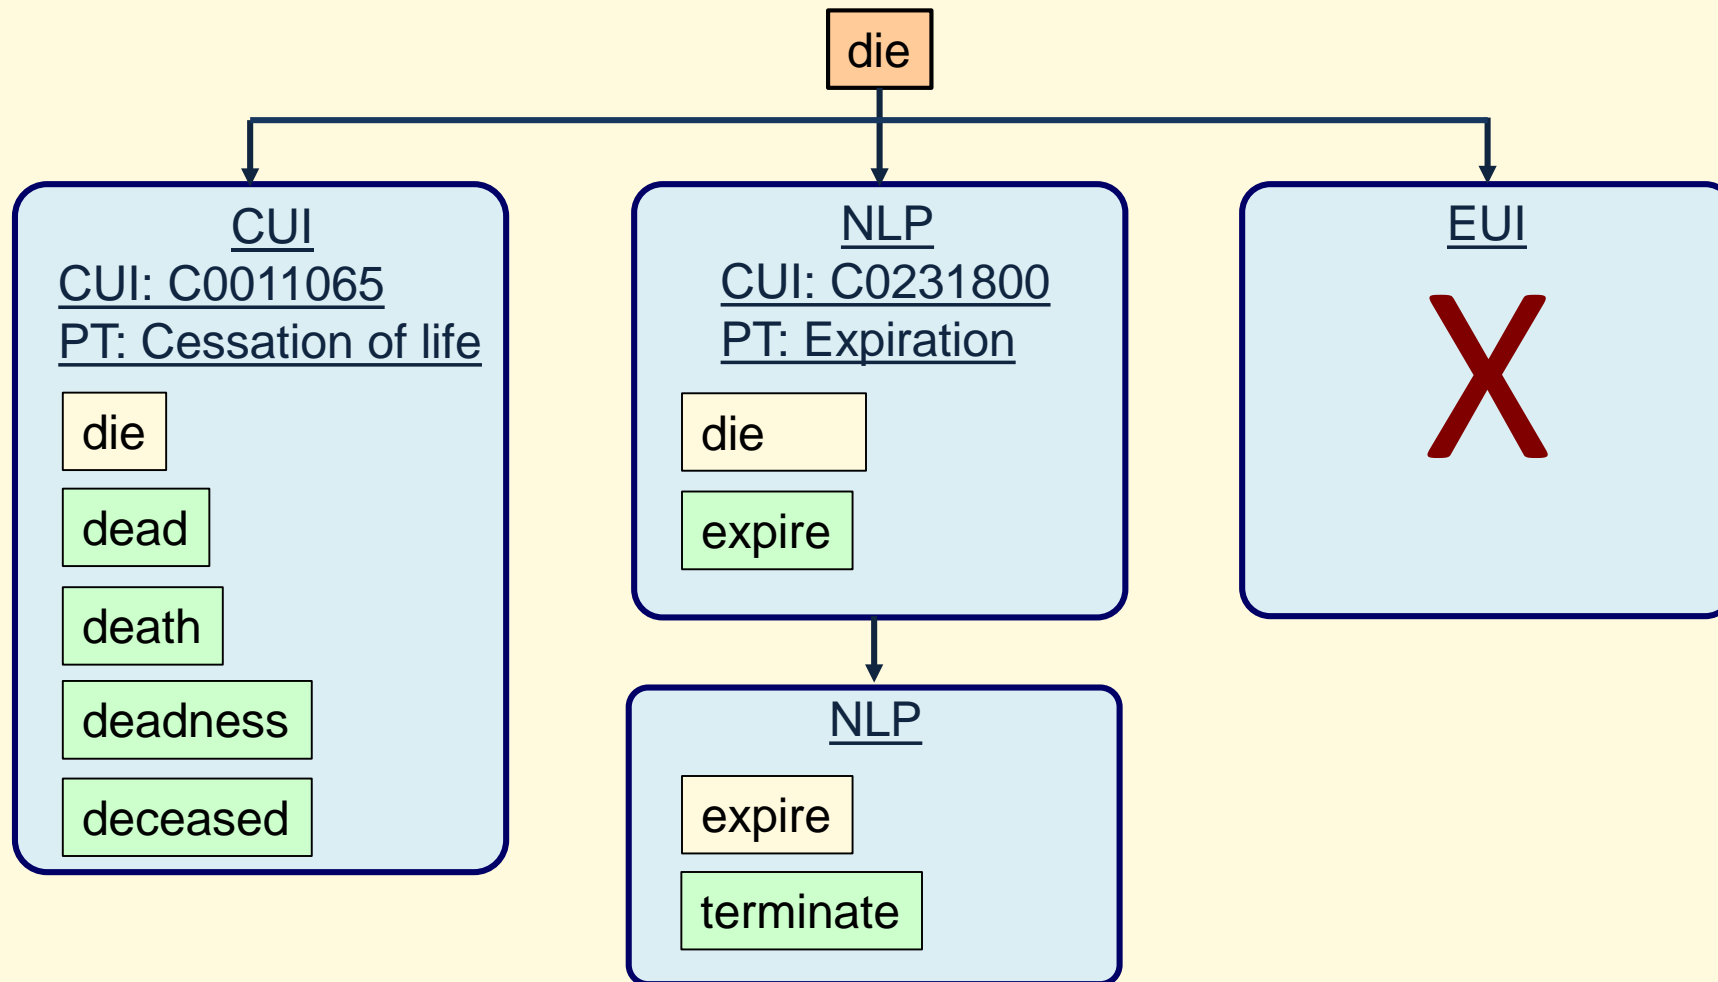 die
CUI
CUI: C0011065
PT: Cessation of life
die
dead
death
deadness
deceased
NLP
CUI: C0231800
PT: Expiration
die
expire
NLP
expire
terminate
EUI
X